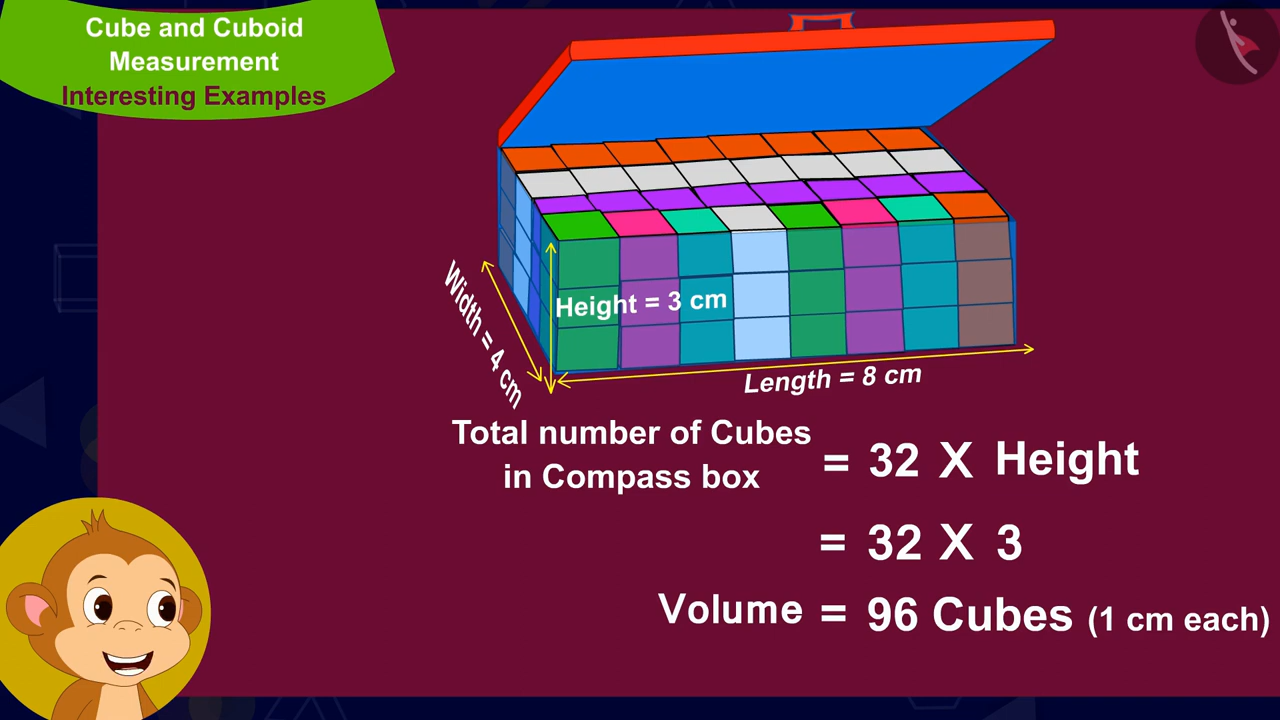 Cube and Cuboid
Measurement
Interesting Examples
Height = 3 cm
Width = 4 cm
Length = 8 cm
Total number of Cubes
in Compass box
= 32 X Height
= 32 X 3
Volume = 96 Cubes (1 cm each)